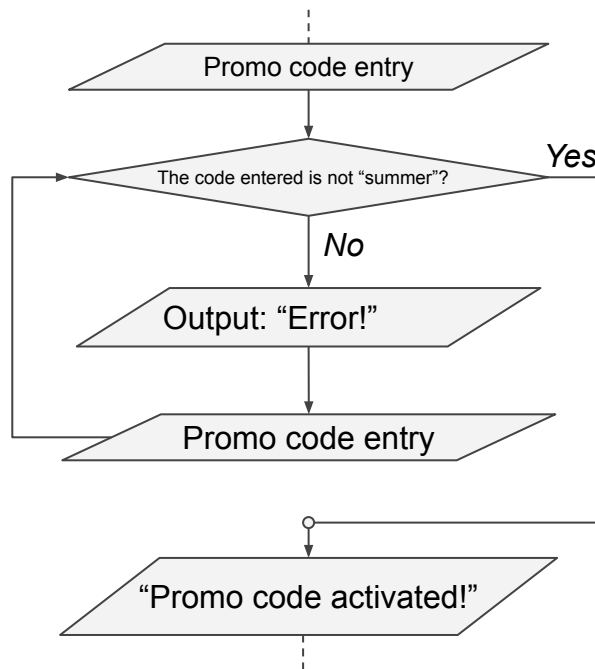 Promo code entry
The code entered is not “summer”?
Yes
No
Output: “Error!”
Promo code entry
“Promo code activated!”